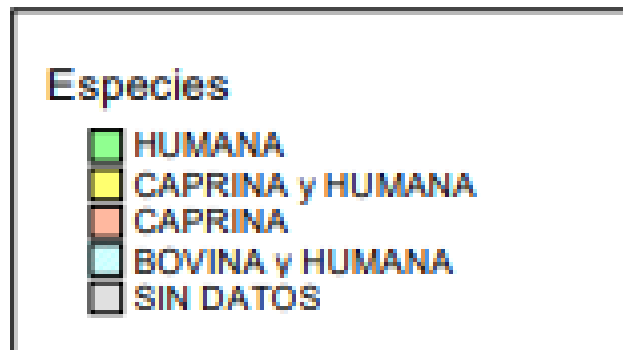 Especies
HUMANA
CAPRINA y HUMANA
CAPRINA
BOVINA y HUMANA
SIN DATOS